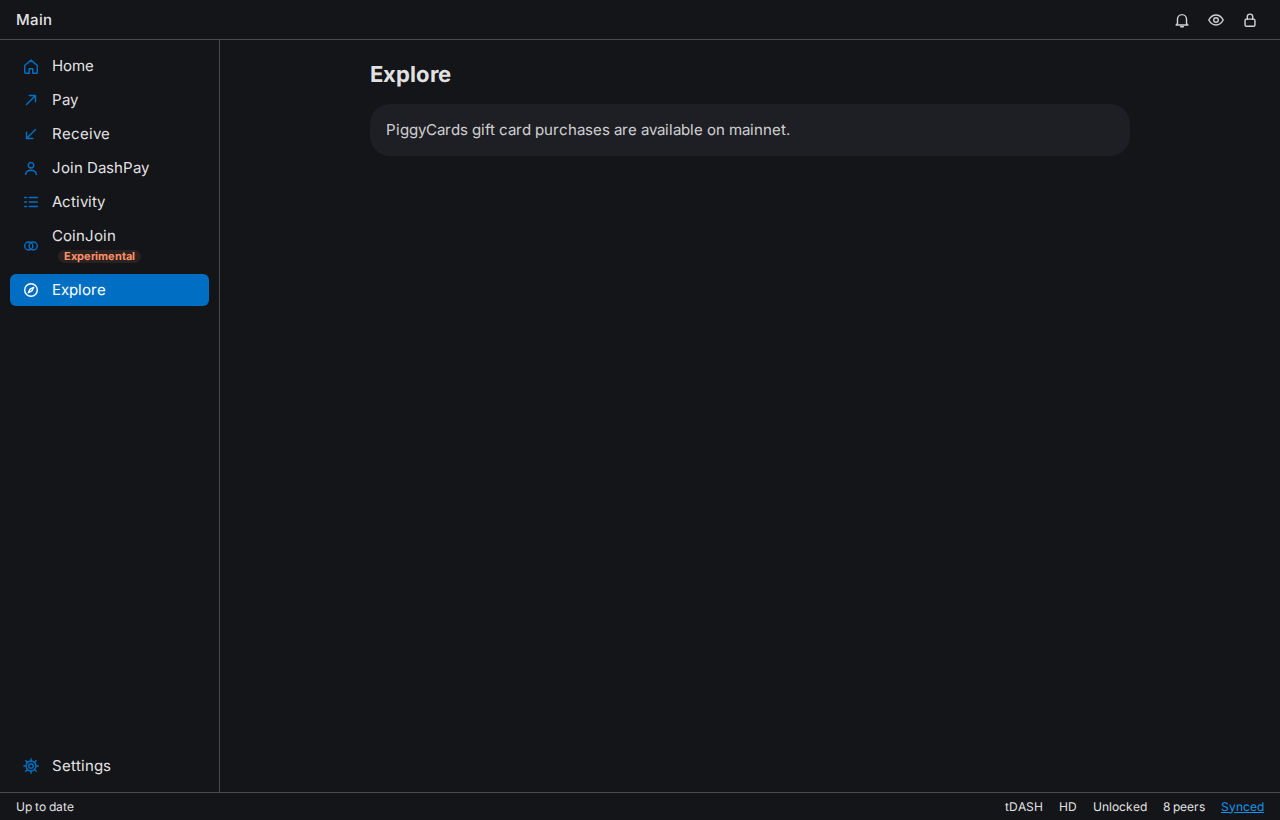 Main
Home
Pay
Receive
Join DashPay
Activity
CoinJoin
Experimental
Explore
Settings
Explore
PiggyCards gift card purchases are available on mainnet.
Up to date
tDASH HD Unlocked 8 peers Synced